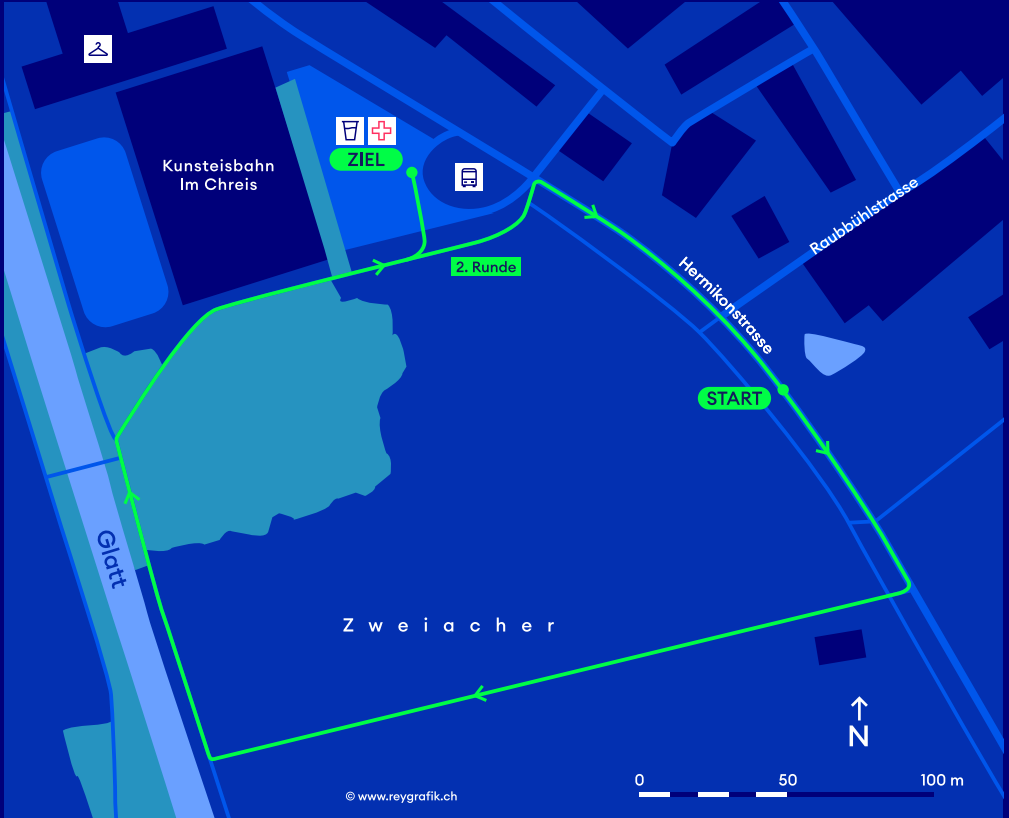 Kunsteisbahn
Im Chreis
ZIEL
2. Runde
Raubbühlstrasse
Hermikonstrasse
START
Glatt
Zweiacher
N
0 50 100 m
© www.reygrafik.ch